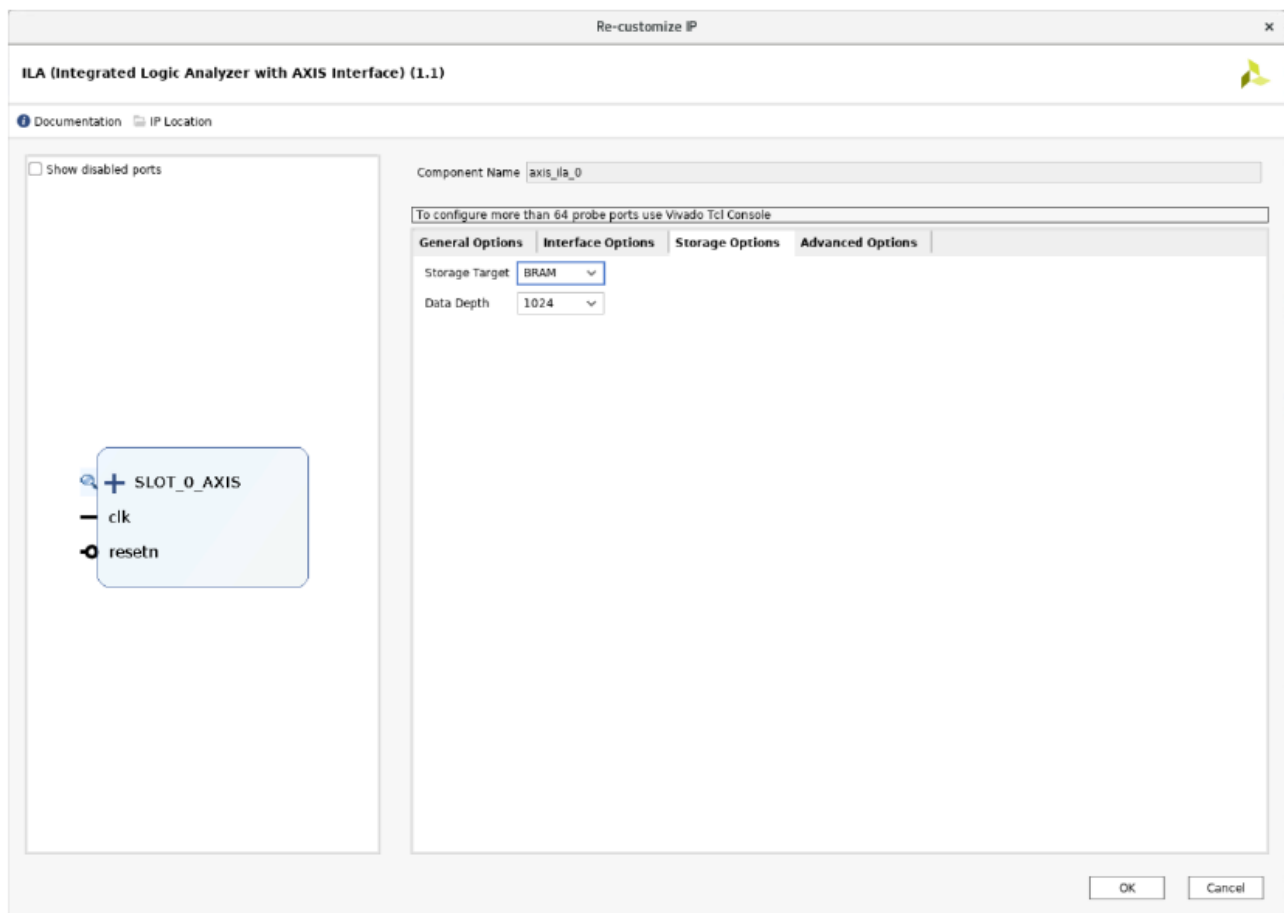 Re-customize IP
ILA (Integrated Logic Analyzer with AXIS Interface) (1.1)
Documentation IP Location
Show disabled ports
SLOT_0_AXIS
clk
resetn
Component Name axis_ila_0
To configure more than 64 probe ports use Vivado Tcl Console
General Options Interface Options Storage Options Advanced Options
Storage Target BRAM
Data Depth 1024
OK Cancel